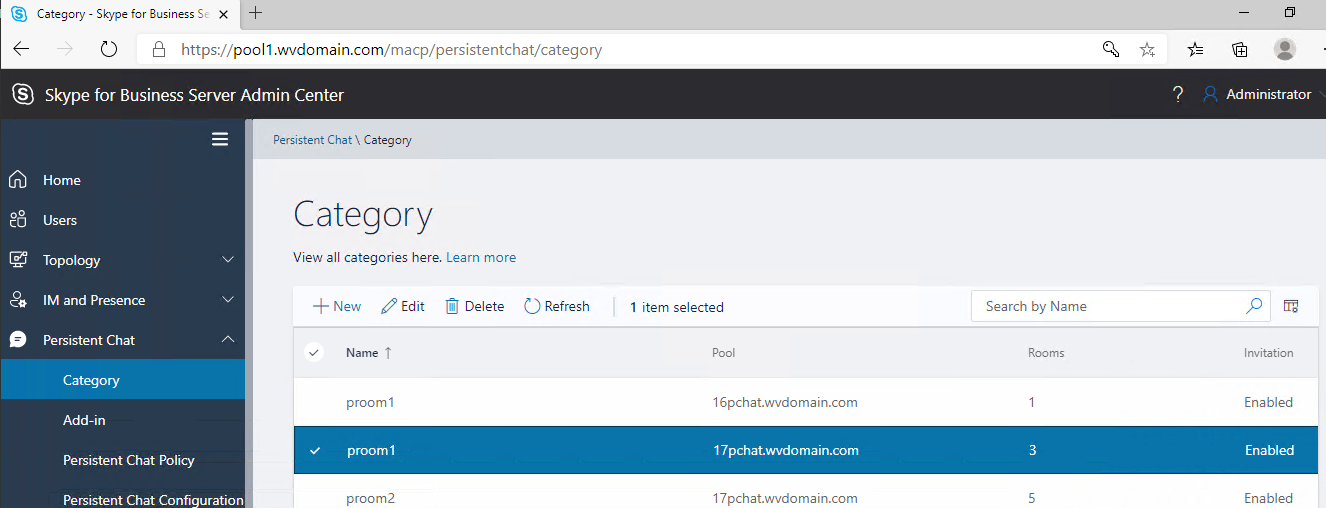 Category - Skype for Business Se
https://pool1.wvdomain.com/macp/persistentchat/category
Skype for Business Server Admin Center
? Administrator
Persistent Chat \ Category
Home
Users
Topology
IM and Presence
Persistent Chat
Category
Add-in
Persistent Chat Policy
Persistent Chat Configuration
Category
View all categories here. Learn more
New Edit Delete Refresh 1 item selected Search by Name
Name ↑ Pool Rooms Invitation
proom1 16pchat.wvdomain.com 1 Enabled
proom1 17pchat.wvdomain.com 3 Enabled
proom2 17pchat.wvdomain.com 5 Enabled